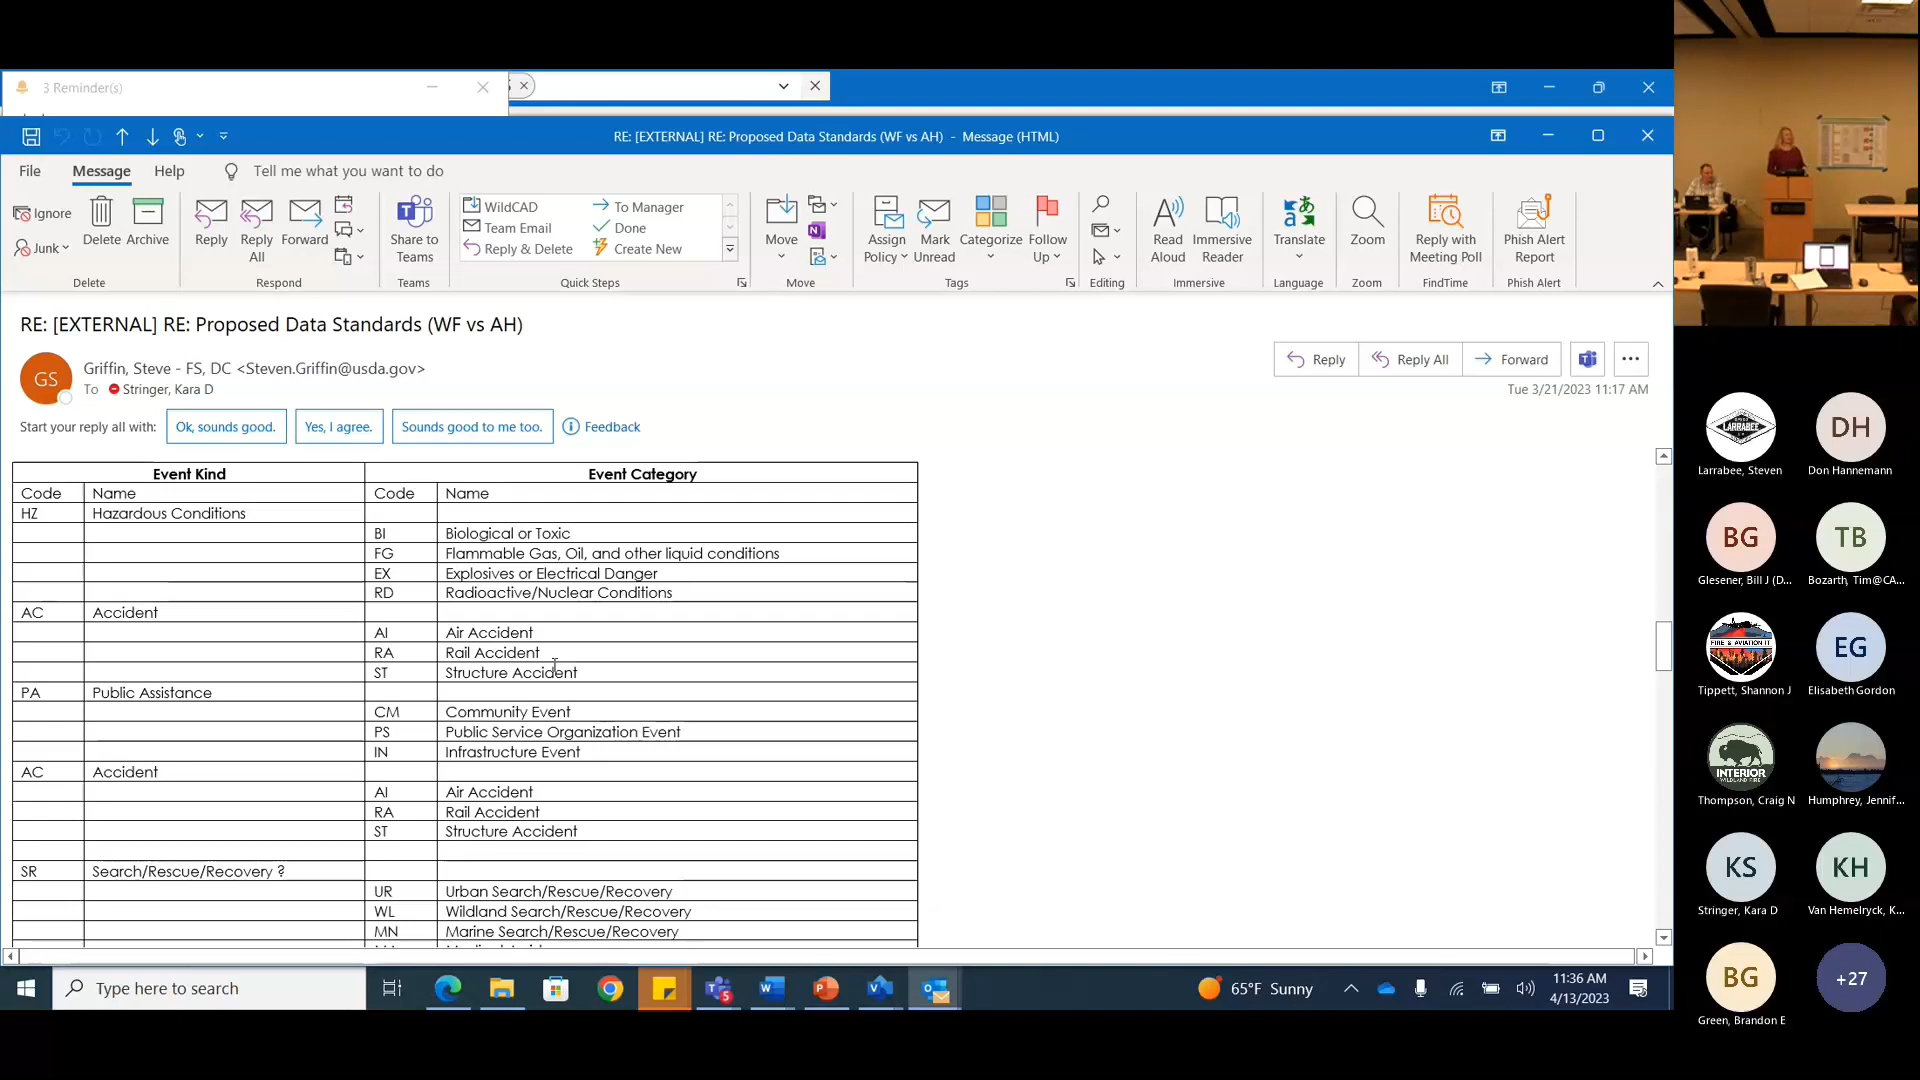 3 Reminder(s)
RE: [EXTERNAL] RE: Proposed Data Standards (WF vs AH) - Message (HTML)
File Message Help Tell me what you want to do
Ignore
Junk
Delete
Archive
Delete
Reply
Reply All
Forward
Respond
Share to Teams
Teams
WildCAD
To Manager
Team Email
Done
Reply & Delete
Create New
Quick Steps
Move
Move
Assign Policy
Mark Unread
Categorize
Follow Up
Tags
Editing
Read Aloud
Immersive Reader
Immersive
Translate
Language
Zoom
Zoom
Reply with Meeting Poll
FindTime
Phish Alert Report
Phish Alert
RE: [EXTERNAL] RE: Proposed Data Standards (WF vs AH)
GS
Griffin, Steve - FS, DC <Steven.Griffin@usda.gov>
To Stringer, Kara D
Reply Reply All Forward
Tue 3/21/2023 11:17 AM
Start your reply all with: Ok, sounds good. Yes, I agree. Sounds good to me too. Feedback
Event Kind Event Category
Code Name Code Name
HZ Hazardous Conditions
BI Biological or Toxic
FG Flammable Gas, Oil, and other liquid conditions
EX Explosives or Electrical Danger
RD Radioactive/Nuclear Conditions
AC Accident
AI Air Accident
RA Rail Accident
ST Structure Accident
PA Public Assistance
CM Community Event
PS Public Service Organization Event
IN Infrastructure Event
AC Accident
AI Air Accident
RA Rail Accident
ST Structure Accident
SR Search/Rescue/Recovery ?
UR Urban Search/Rescue/Recovery
WL Wildland Search/Rescue/Recovery
MN Marine Search/Rescue/Recovery
Type here to search
65°F Sunny
11:36 AM
4/13/2023
LARRABEE
DH
Larrabee, Steven Don Hannemann
BG TB
Glesener, Bill J (D... Bozarth, Tim@CA...
FIRE & AVIATION IT
EG
Tippett, Shannon J Elisabeth Gordon
INTERIOR
Thompson, Craig N Humphrey, Jennif...
KS KH
Stringer, Kara D Van Hemelryck, K...
BG +27
Green, Brandon E